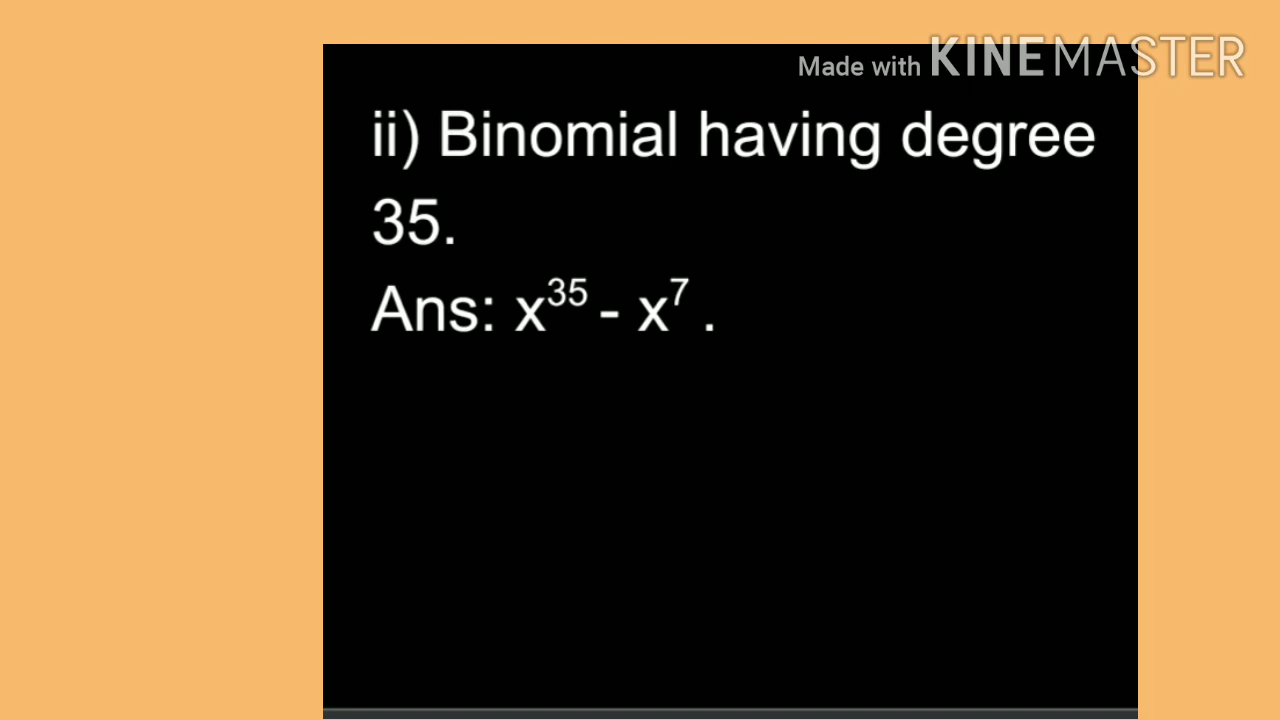 Made with KINEMASTER
ii) Binomial having degree
35.
Ans: x³⁵ - x⁷ .